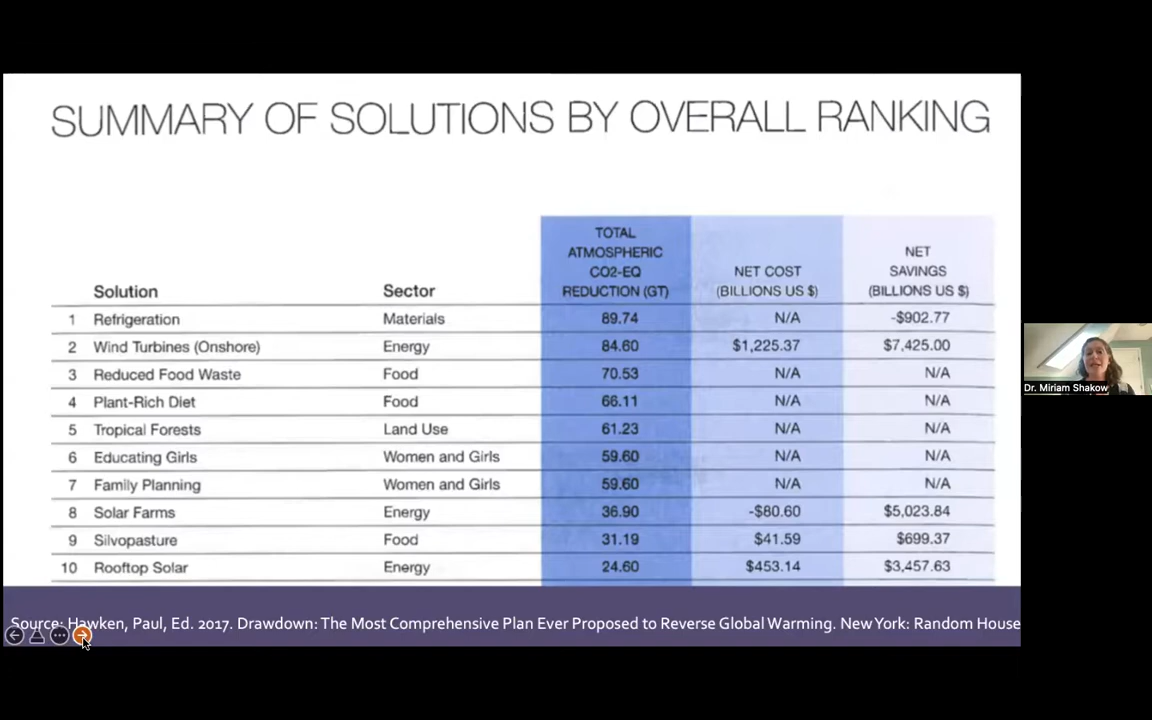 SUMMARY OF SOLUTIONS BY OVERALL RANKING
Solution Sector TOTAL ATMOSPHERIC CO2-EQ REDUCTION (GT) NET COST (BILLIONS US $) NET SAVINGS (BILLIONS US $)
1 Refrigeration Materials 89.74 N/A -$902.77
2 Wind Turbines (Onshore) Energy 84.60 $1,225.37 $7,425.00
3 Reduced Food Waste Food 70.53 N/A N/A
4 Plant-Rich Diet Food 66.11 N/A N/A
5 Tropical Forests Land Use 61.23 N/A N/A
6 Educating Girls Women and Girls 59.60 N/A N/A
7 Family Planning Women and Girls 59.60 N/A N/A
8 Solar Farms Energy 36.90 -$80.60 $5,023.84
9 Silvopasture Food 31.19 $41.59 $699.37
10 Rooftop Solar Energy 24.60 $453.14 $3,457.63
Source: Hawken, Paul, Ed. 2017. Drawdown: The Most Comprehensive Plan Ever Proposed to Reverse Global Warming. New York: Random House
Dr. Miriam Shakow